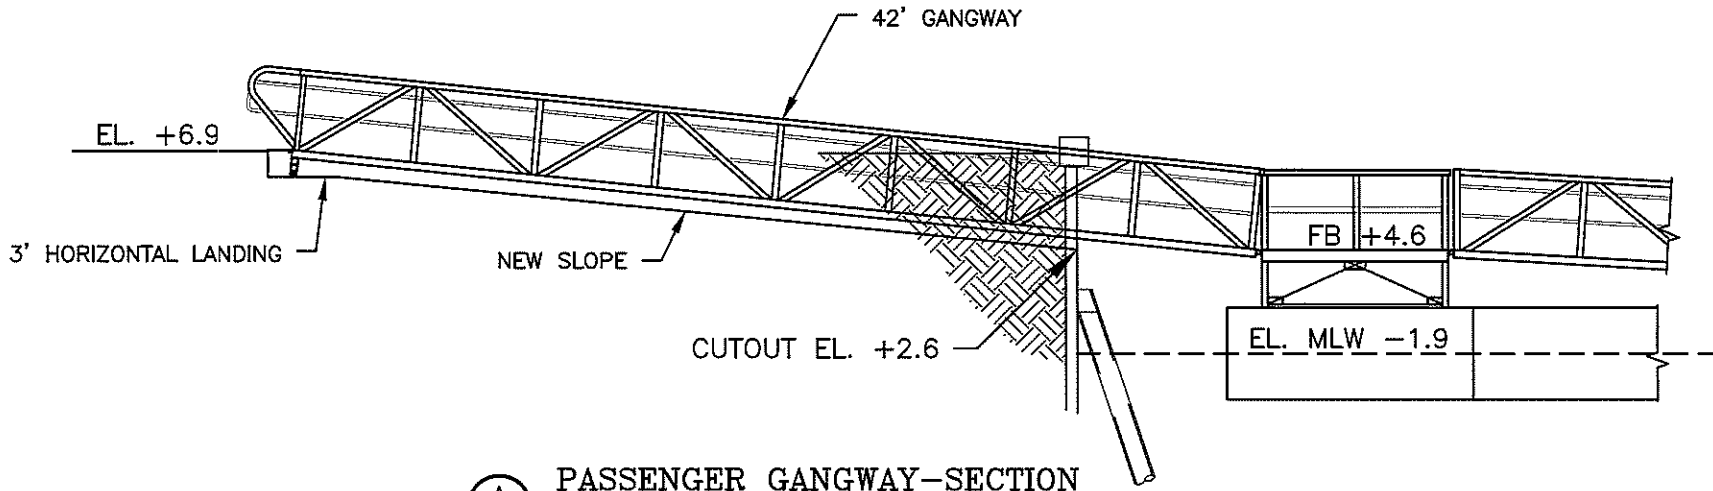 42' GANGWAY
EL. +6.9
3' HORIZONTAL LANDING
NEW SLOPE
FB +4.6
CUTOUT EL. +2.6
EL. MLW -1.9
PASSENGER GANGWAY-SECTION